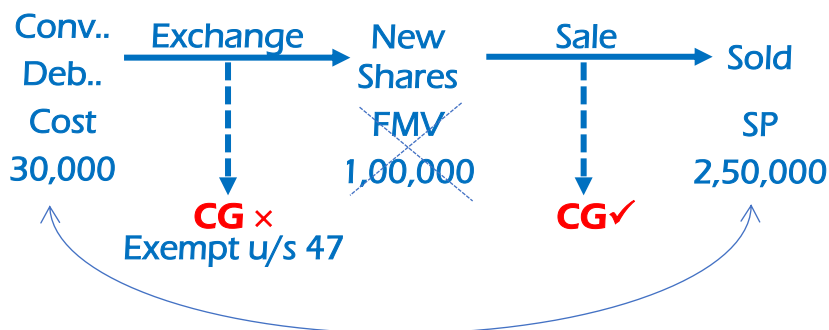 Conv..
Deb..
Cost
30,000
Exchange
New
Shares
FMV
1,00,000
Sale
Sold
SP
2,50,000
CG ×
Exempt u/s 47
CG✓